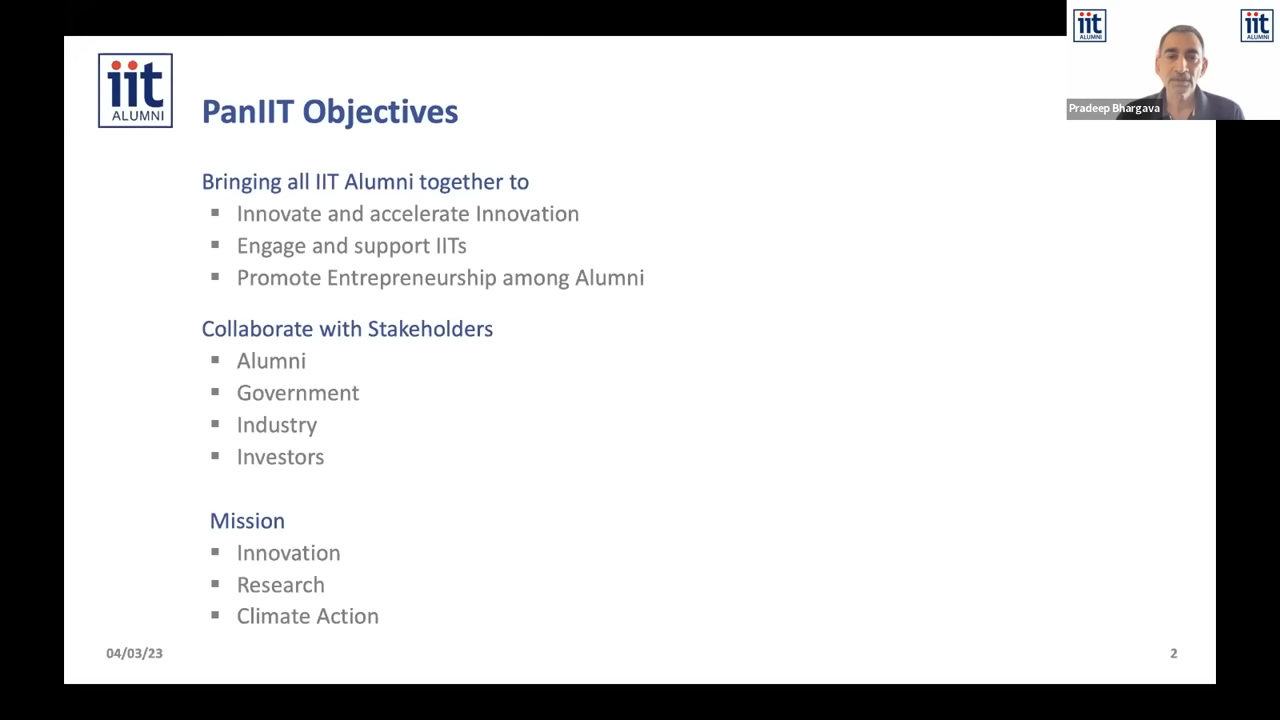 iit
ALUMNI
PanIIT Objectives
Bringing all IIT Alumni together to
▪ Innovate and accelerate Innovation
▪ Engage and support IITs
▪ Promote Entrepreneurship among Alumni
Collaborate with Stakeholders
▪ Alumni
▪ Government
▪ Industry
▪ Investors
Mission
▪ Innovation
▪ Research
▪ Climate Action
04/03/23
2
iit
ALUMNI
iit
ALUMNI
Pradeep Bhargava